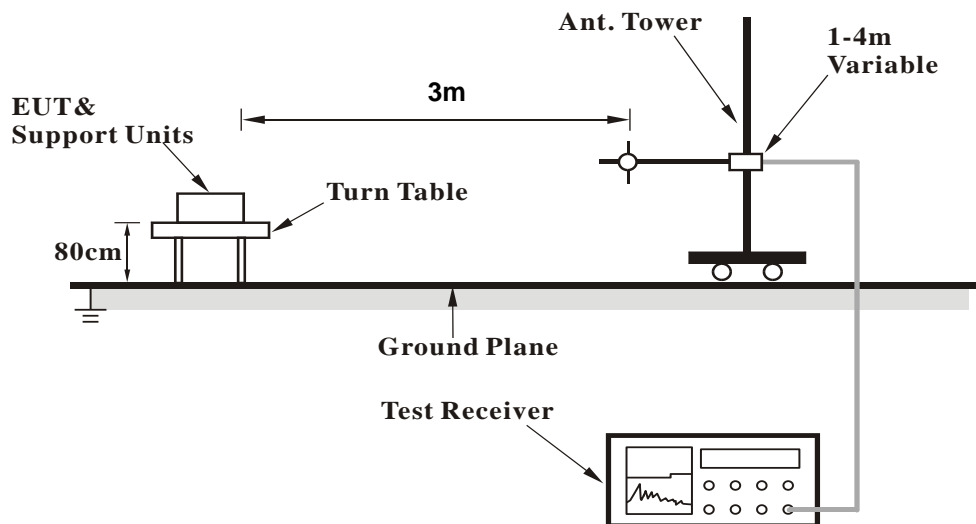 Ant. Tower
1-4m
Variable
3m
EUT&
Support Units
Turn Table
80cm
Ground Plane
Test Receiver